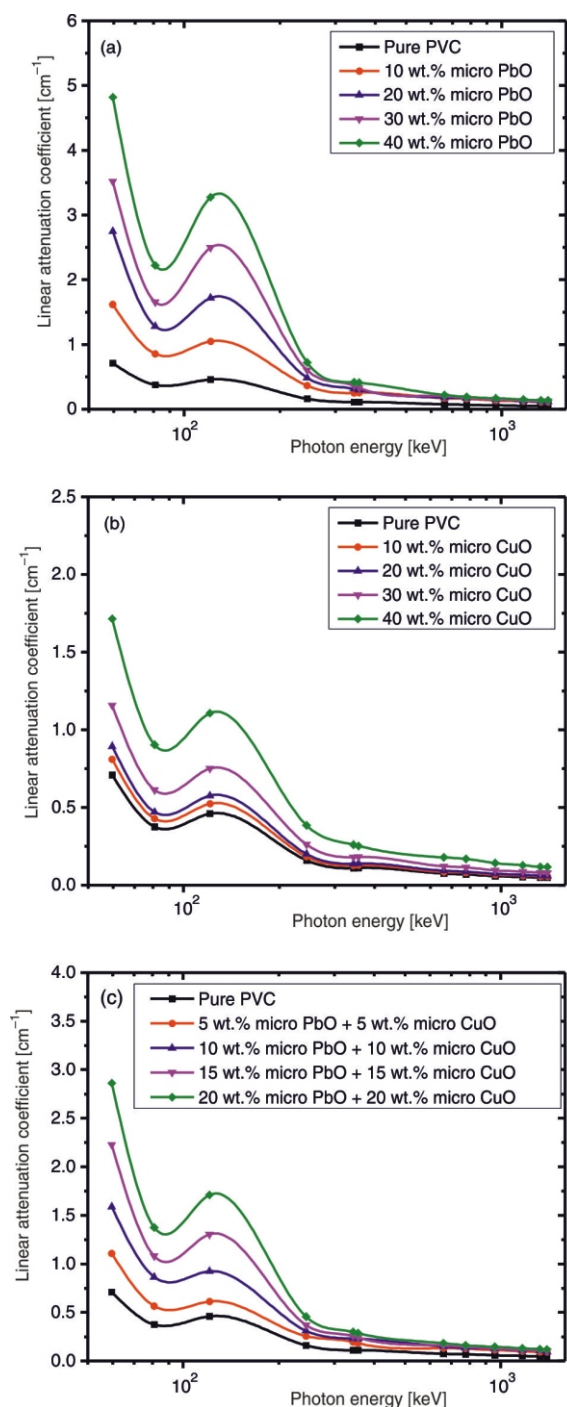 (a)
Pure PVC
10 wt.% micro PbO
20 wt.% micro PbO
30 wt.% micro PbO
40 wt.% micro PbO
Linear attenuation coefficient [cm⁻¹]
6
5
4
3
2
1
0
10² 10³
Photon energy [keV]
(b)
Pure PVC
10 wt.% micro CuO
20 wt.% micro CuO
30 wt.% micro CuO
40 wt.% micro CuO
Linear attenuation coefficient [cm⁻¹]
2.5
2.0
1.5
1.0
0.5
0.0
10² 10³
Photon energy [keV]
(c)
Pure PVC
5 wt.% micro PbO + 5 wt.% micro CuO
10 wt.% micro PbO + 10 wt.% micro CuO
15 wt.% micro PbO + 15 wt.% micro CuO
20 wt.% micro PbO + 20 wt.% micro CuO
Linear attenuation coefficient [cm⁻¹]
4.0
3.5
3.0
2.5
2.0
1.5
1.0
0.5
0.0
10² 10³
Photon energy [keV]